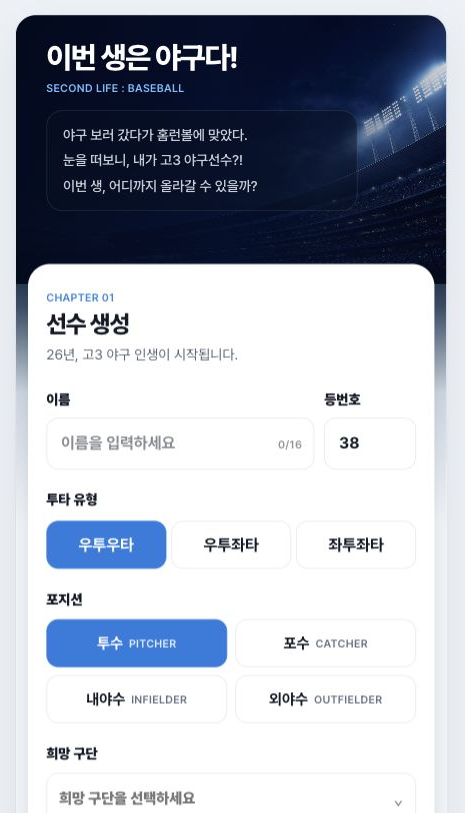 이번 생은 야구다!
SECOND LIFE : BASEBALL
야구 보러 갔다가 홈런볼에 맞았다.
눈을 떠보니, 내가 고3 야구선수?!
이번 생, 어디까지 올라갈 수 있을까?
CHAPTER 01
선수 생성
26년, 고3 야구 인생이 시작됩니다.
이름 등번호
이름을 입력하세요 0/16 38
투타 유형
우투우타 우투좌타 좌투좌타
포지션
투수 PITCHER 포수 CATCHER
내야수 INFIELDER 외야수 OUTFIELDER
희망 구단
희망 구단을 선택하세요